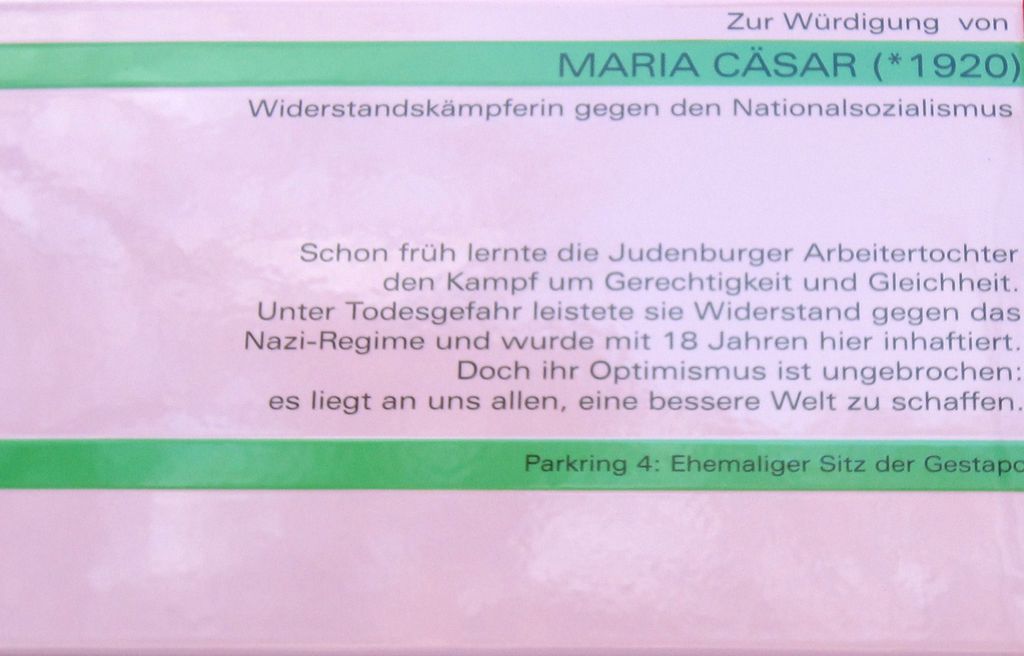 Zur Würdigung von
MARIA CÄSAR (*1920)
Widerstandskämpferin gegen den Nationalsozialismus
Schon früh lernte die Judenburger Arbeitertochter
den Kampf um Gerechtigkeit und Gleichheit.
Unter Todesgefahr leistete sie Widerstand gegen das
Nazi-Regime und wurde mit 18 Jahren hier inhaftiert.
Doch ihr Optimismus ist ungebrochen:
es liegt an uns allen, eine bessere Welt zu schaffen.
Parkring 4: Ehemaliger Sitz der Gestapo